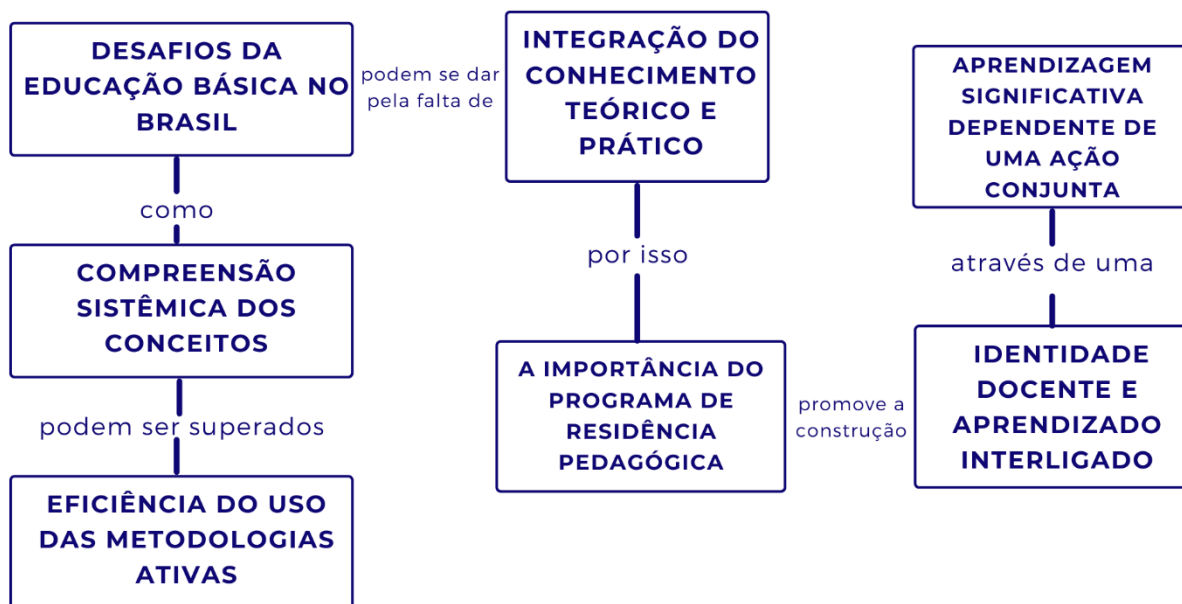 DESAFIOS DA
EDUCAÇÃO BÁSICA NO
BRASIL
como
COMPREENSÃO
SISTÊMICA DOS
CONCEITOS
podem ser superados
EFICIÊNCIA DO USO
DAS METODOLOGIAS
ATIVAS
podem se dar
pela falta de
INTEGRAÇÃO DO
CONHECIMENTO
TEÓRICO E
PRÁTICO
por isso
A IMPORTÂNCIA DO
PROGRAMA DE
RESIDÊNCIA
PEDAGÓGICA
promove a
construção
IDENTIDADE
DOCENTE E
APRENDIZADO
INTERLIGADO
através de uma
APRENDIZAGEM
SIGNIFICATIVA
DEPENDENTE DE
UMA AÇÃO
CONJUNTA